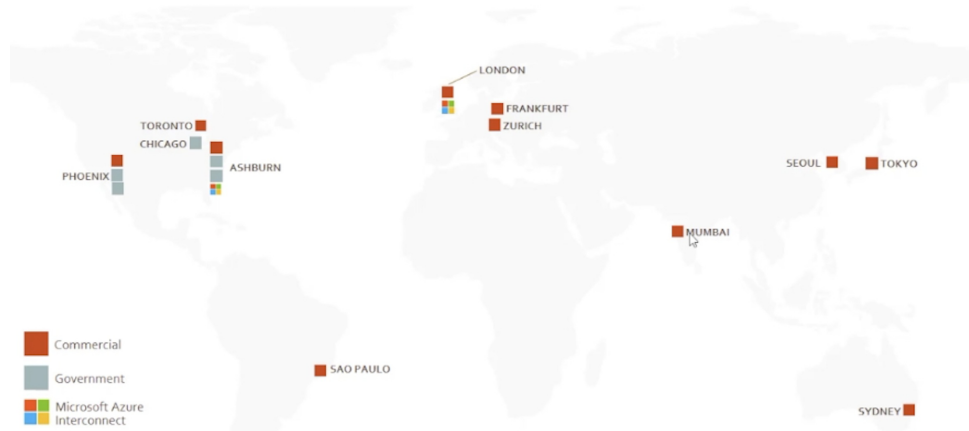 LONDON
FRANKFURT
ZURICH
TORONTO
CHICAGO
ASHBURN
PHOENIX
SEOUL
TOKYO
MUMBAI
SAO PAULO
SYDNEY
Commercial
Government
Microsoft Azure
Interconnect